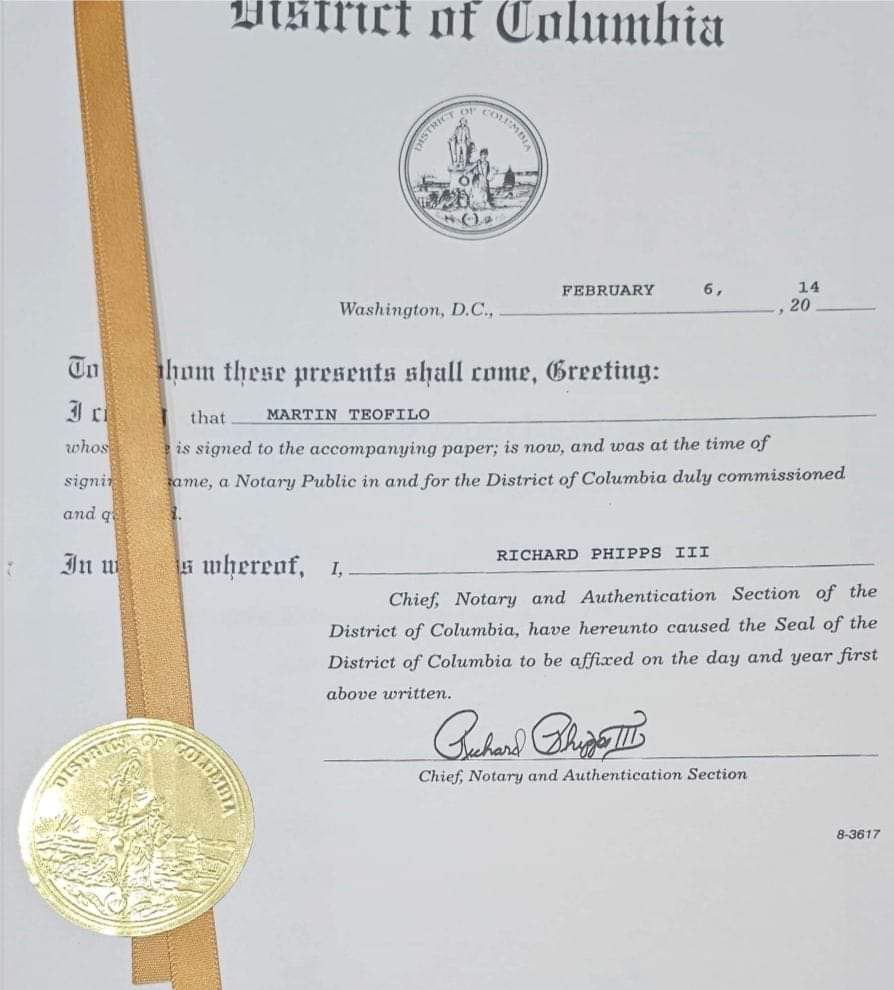 District of Columbia
DISTRICT OF COLUMBIA
FEBRUARY 6, 14
Washington, D.C., , 20
To hom these presents shall come, Greeting:
I c that MARTIN TEOFILO
whos is signed to the accompanying paper; is now, and was at the time of
signin ame, a Notary Public in and for the District of Columbia duly commissioned
and q d.
In w s whereof, I, RICHARD PHIPPS III
Chief, Notary and Authentication Section of the
District of Columbia, have hereunto caused the Seal of the
District of Columbia to be affixed on the day and year first
above written.
Richard Phipps III
Chief, Notary and Authentication Section
DISTRICT OF COLUMBIA
8-3617